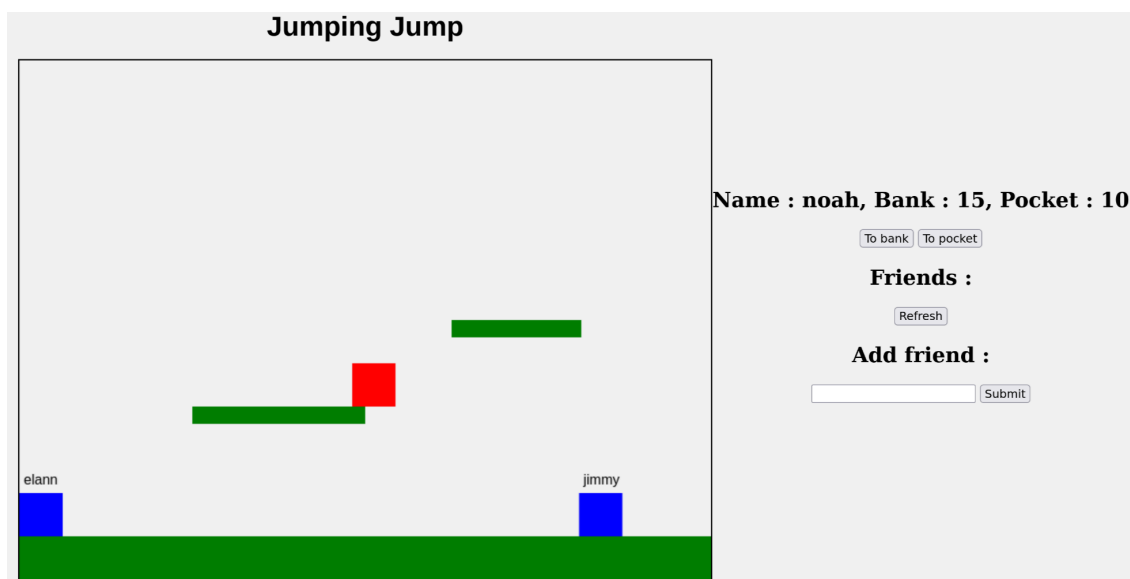 Jumping Jump
Name : noah, Bank : 15, Pocket : 10
To bank To pocket
Friends :
Refresh
Add friend :
Submit
elann
jimmy